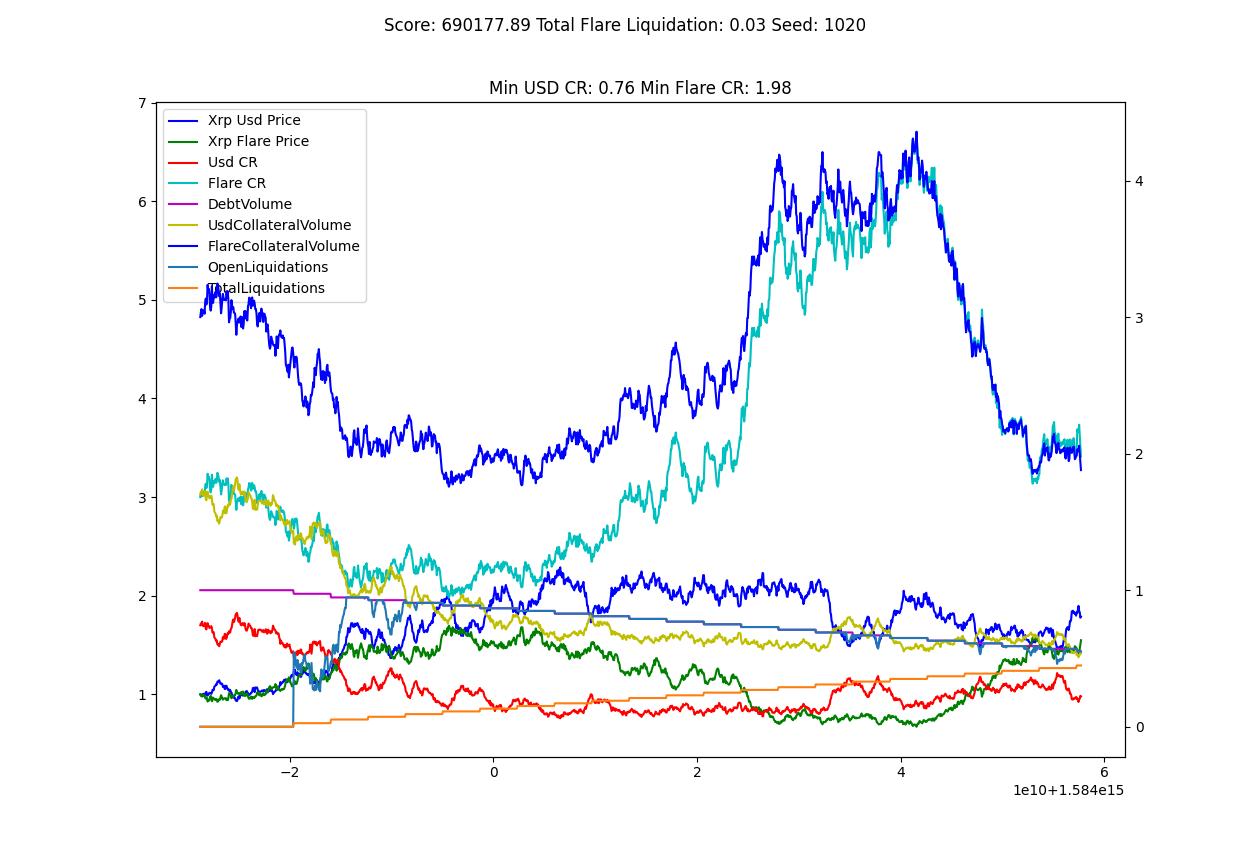 Score: 690177.89 Total Flare Liquidation: 0.03 Seed: 1020
Min USD CR: 0.76 Min Flare CR: 1.98
Xrp Usd Price
Xrp Flare Price
Usd CR
Flare CR
DebtVolume
UsdCollateralVolume
FlareCollateralVolume
OpenLiquidations
TotalLiquidations
7
6
5
4
3
2
1
4
3
2
1
0
−2
0
2
4
6
1e10+1.584e15